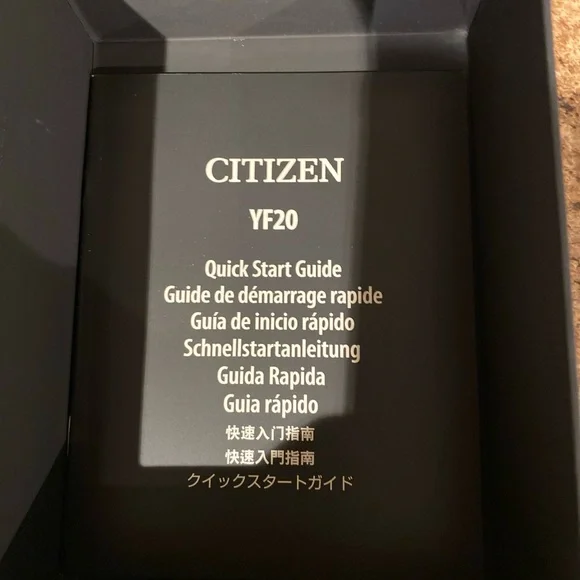 CITIZEN
YF20
Quick Start Guide
Guide de démarrage rapide
Guía de inicio rápido
Schnellstartanleitung
Guida Rapida
Guia rápido
快速入门指南
快速入門指南
クイックスタートガイド